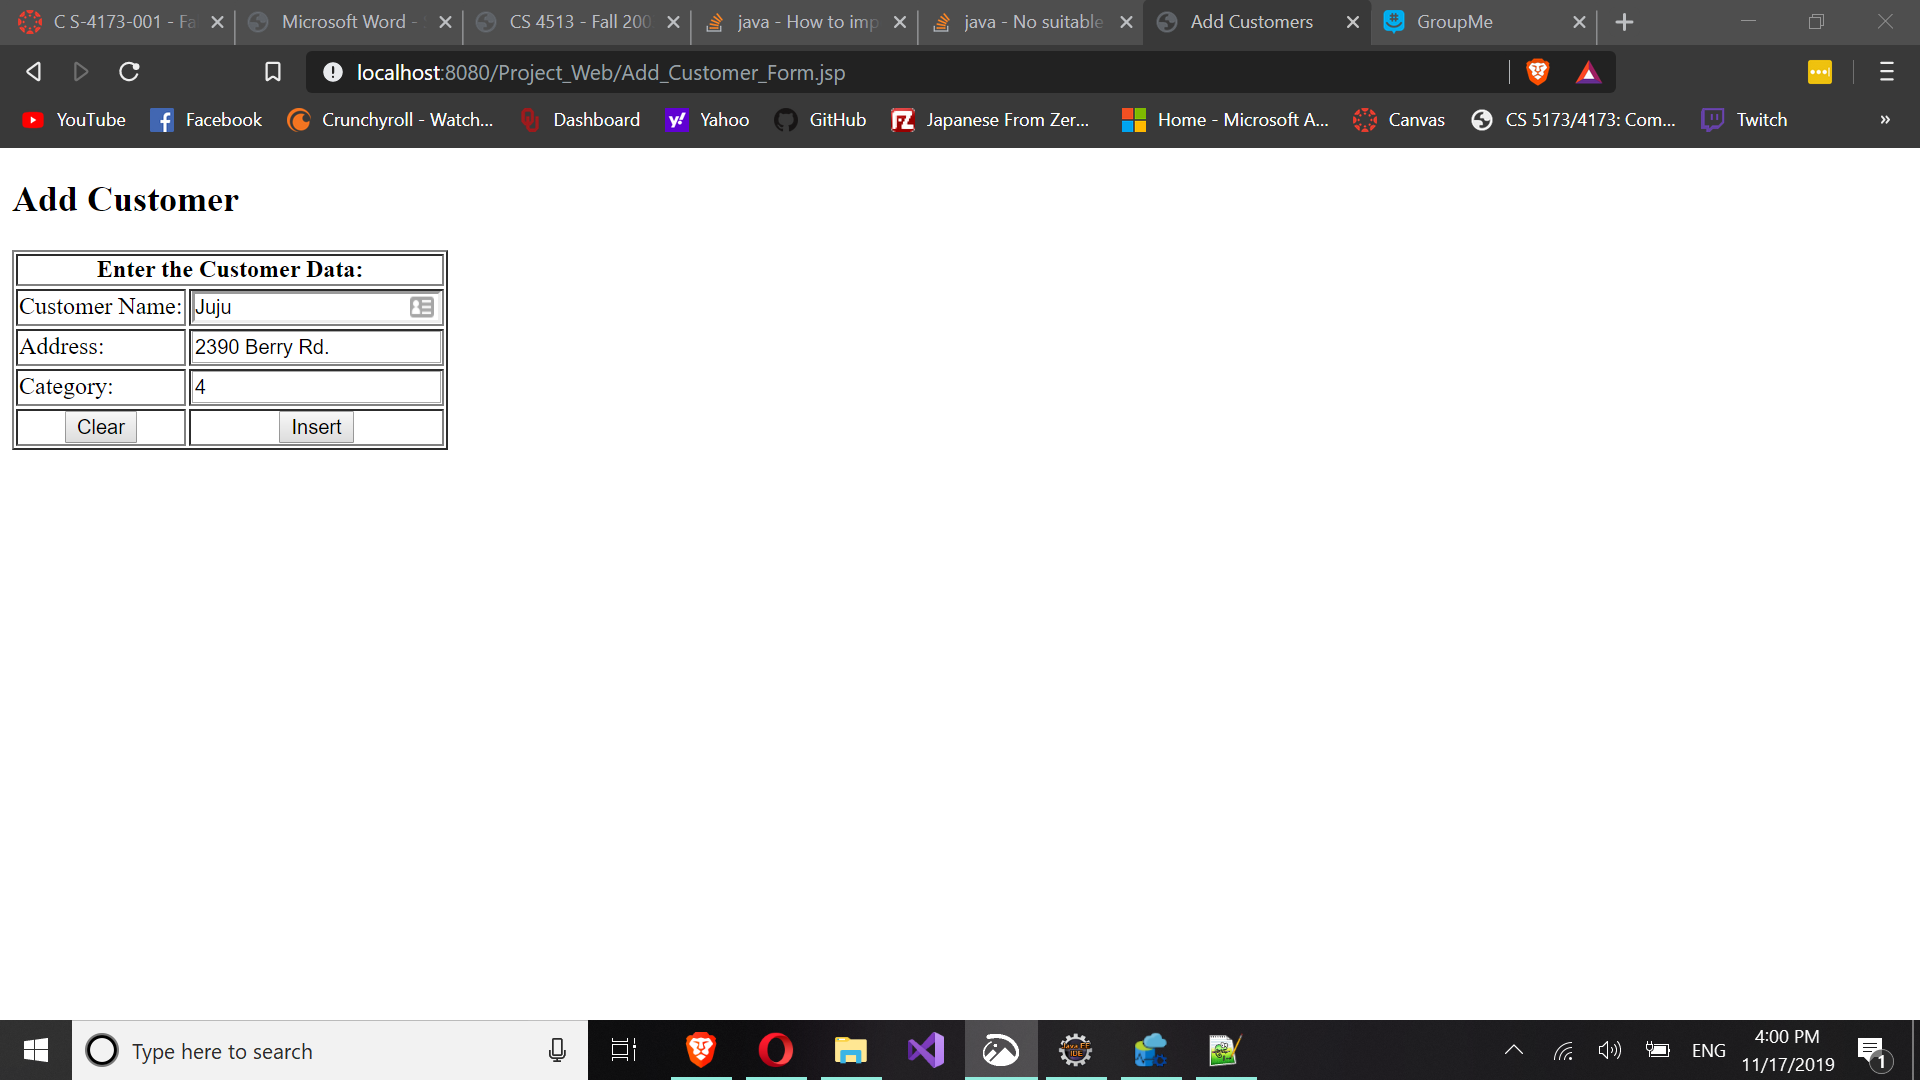 C S-4173-001 - Fa
Microsoft Word -
CS 4513 - Fall 200
java - How to imp
java - No suitable
Add Customers
GroupMe
localhost:8080/Project_Web/Add_Customer_Form.jsp
YouTube
Facebook
Crunchyroll - Watch...
Dashboard
Yahoo
GitHub
Japanese From Zer...
Home - Microsoft A...
Canvas
CS 5173/4173: Com...
Twitch
»
Add Customer
Enter the Customer Data:
Customer Name: Juju
Address: 2390 Berry Rd.
Category: 4
Clear Insert
Type here to search
ENG
4:00 PM
11/17/2019
1